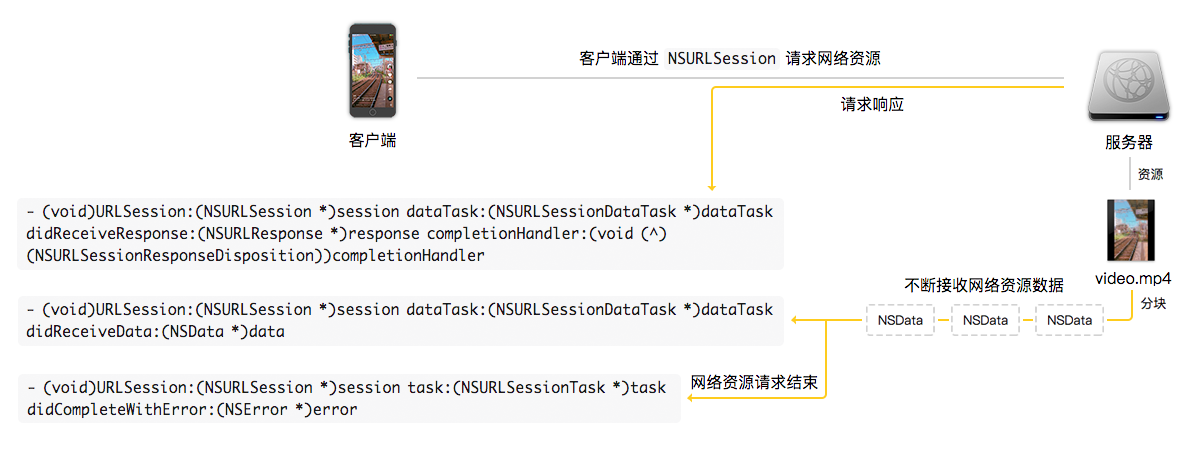 客户端通过 NSURLSession 请求网络资源
请求响应
客户端
服务器
资源
- (void)URLSession:(NSURLSession *)session dataTask:(NSURLSessionDataTask *)dataTask
didReceiveResponse:(NSURLResponse *)response completionHandler:(void (^)
(NSURLSessionResponseDisposition))completionHandler
video.mp4
不断接收网络资源数据
分块
- (void)URLSession:(NSURLSession *)session dataTask:(NSURLSessionDataTask *)dataTask
didReceiveData:(NSData *)data
NSData
NSData
NSData
- (void)URLSession:(NSURLSession *)session task:(NSURLSessionTask *)task
didCompleteWithError:(NSError *)error
网络资源请求结束